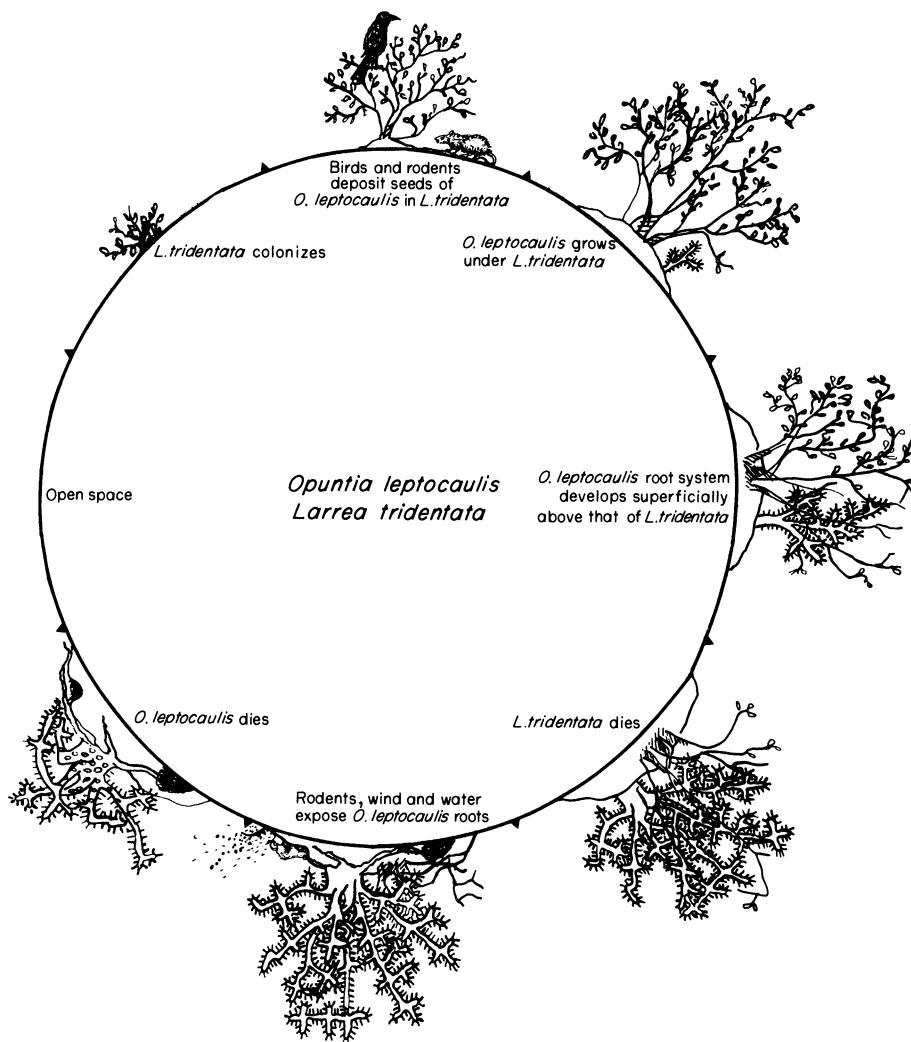 Birds and rodents
deposit seeds of
O. leptocaulis in L.tridentata
O. leptocaulis grows
under L.tridentata
L.tridentata colonizes
O. leptocaulis root system
develops superficially
above that of L.tridentata
Opuntia leptocaulis
Larrea tridentata
Open space
L.tridentata dies
O. leptocaulis dies
Rodents, wind and water
expose O. leptocaulis roots